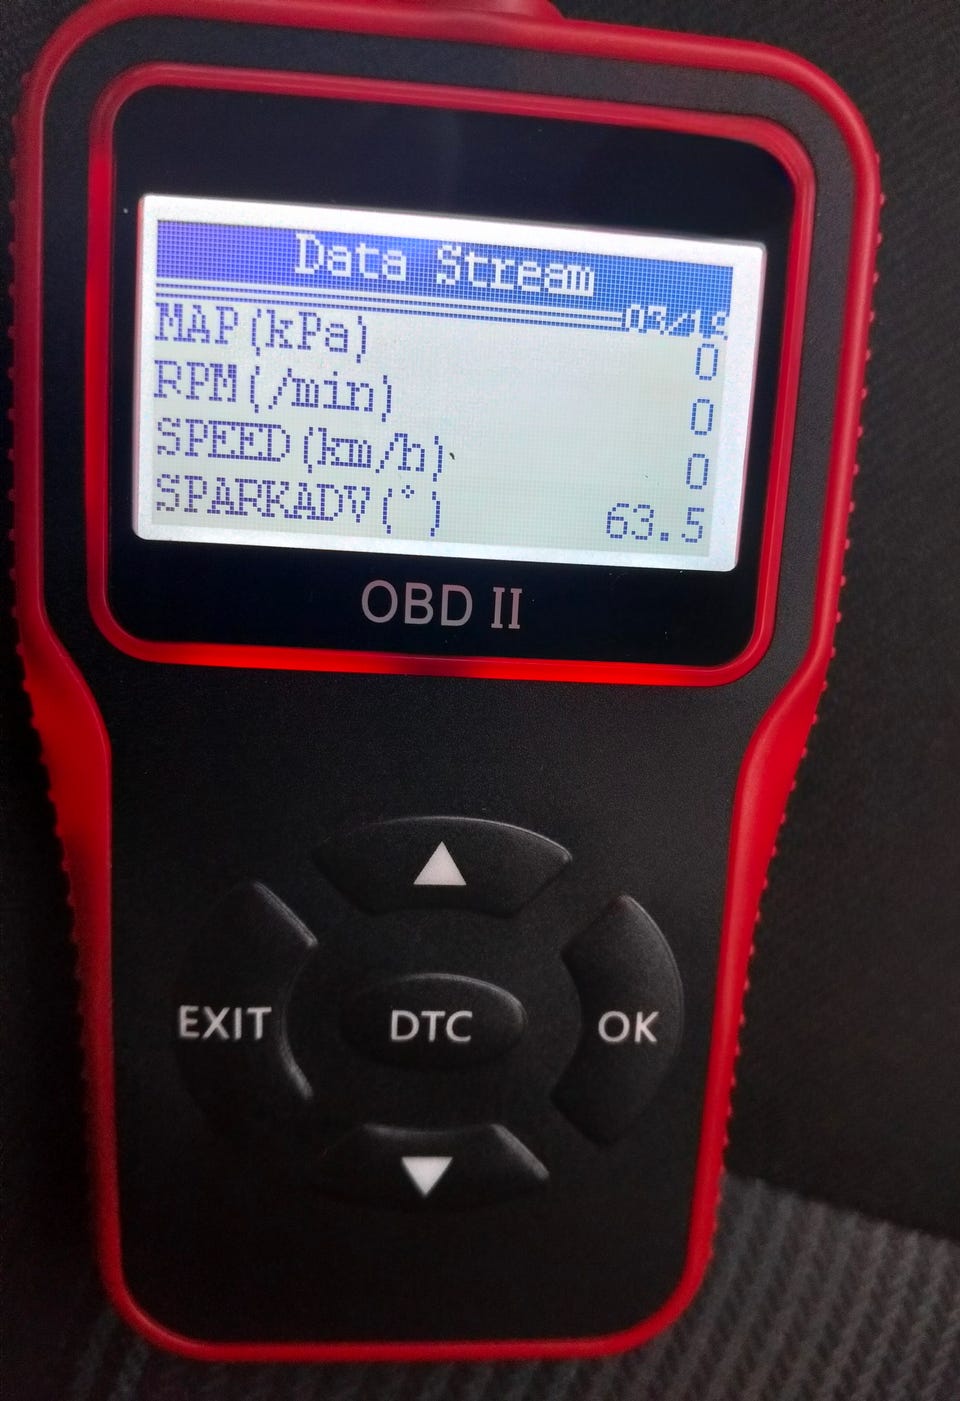 Data Stream
MAP(kPa) 0
RPM(/min) 0
SPEED(km/h) 0
SPARKADV(°) 63.5
OBD II
EXIT
DTC
OK